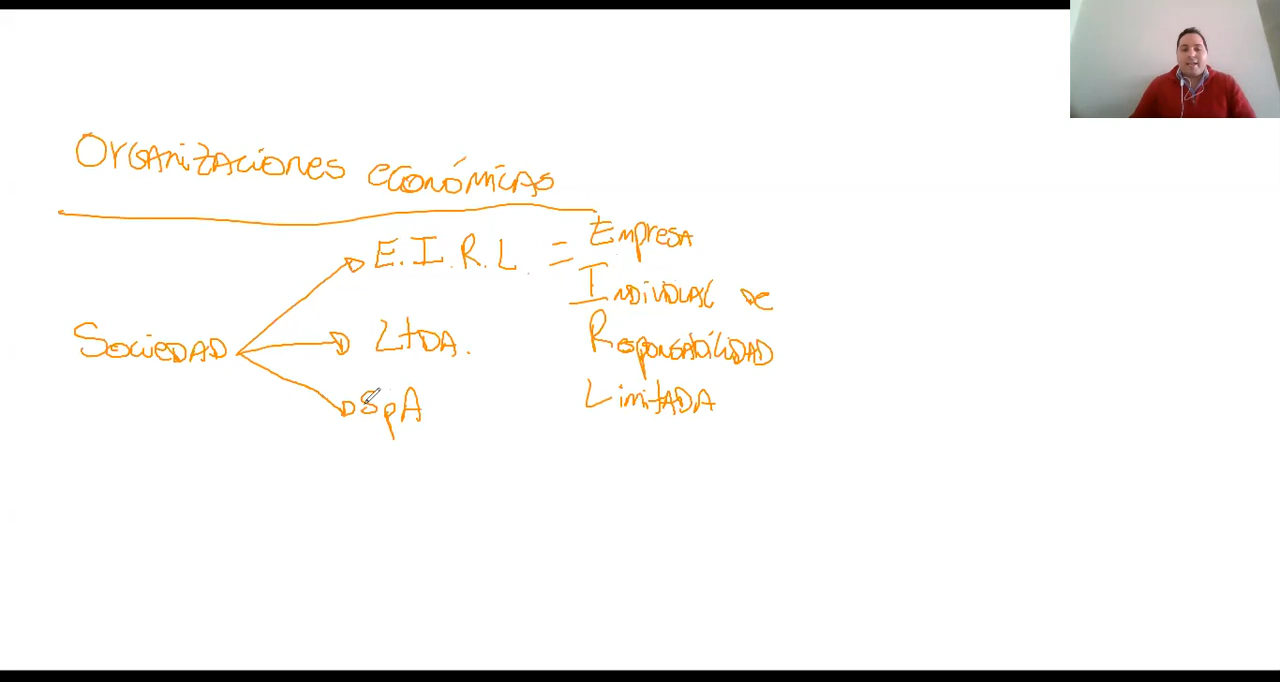 Organizaciones económicas
E.I.R.L. = Empresa
Individual de
Sociedad Ltda. Responsabilidad
SpA Limitada